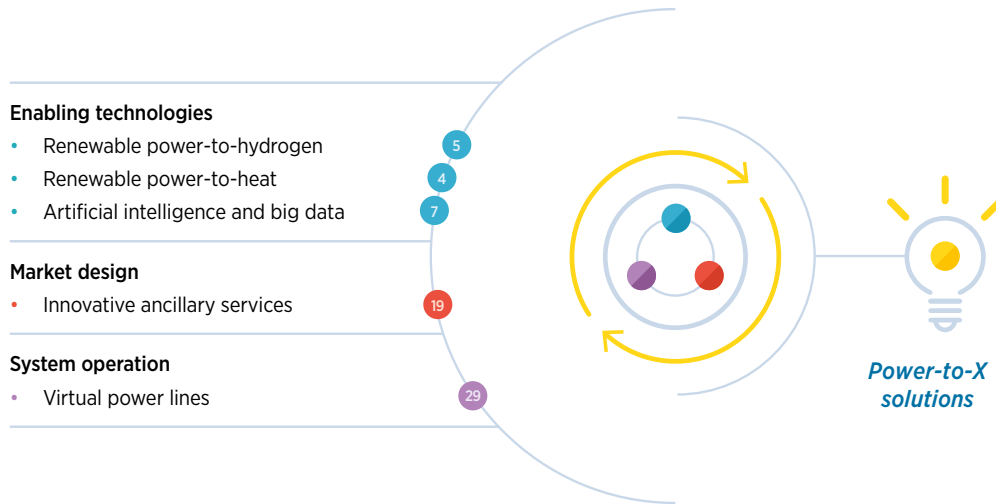 Enabling technologies
• Renewable power-to-hydrogen 5
• Renewable power-to-heat 4
• Artificial intelligence and big data 7
Market design
• Innovative ancillary services 19
System operation
• Virtual power lines 29
Power-to-X
solutions